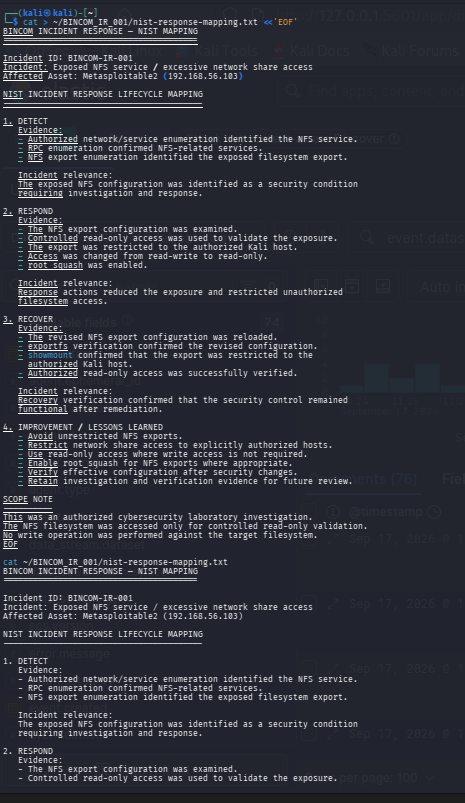 ┌──(kali㉿kali)-[~]
└─$ cat > ~/BINCOM_IR_001/nist-response-mapping.txt <<'EOF'
BINCOM INCIDENT RESPONSE — NIST MAPPING
=======================================

Incident ID: BINCOM-IR-001
Incident: Exposed NFS service / excessive network share access
Affected Asset: Metasploitable2 (192.168.56.103)

NIST INCIDENT RESPONSE LIFECYCLE MAPPING
----------------------------------------

1. DETECT
Evidence:
- Authorized network/service enumeration identified the NFS service.
- RPC enumeration confirmed NFS-related services.
- NFS export enumeration identified the exposed filesystem export.

Incident relevance:
The exposed NFS configuration was identified as a security condition
requiring investigation and response.

2. RESPOND
Evidence:
- The NFS export configuration was examined.
- Controlled read-only access was used to validate the exposure.
- The export was restricted to the authorized Kali host.
- Access was changed from read-write to read-only.
- root_squash was enabled.

Incident relevance:
Response actions reduced the exposure and restricted unauthorized
filesystem access.

3. RECOVER
Evidence:
- The revised NFS export configuration was reloaded.
- exportfs verification confirmed the revised configuration.
- showmount confirmed that the export was restricted to the
authorized Kali host.
- Authorized read-only access was successfully verified.

Incident relevance:
Recovery verification confirmed that the security control remained
functional after remediation.

4. IMPROVEMENT / LESSONS LEARNED
- Avoid unrestricted NFS exports.
- Restrict network share access to explicitly authorized hosts.
- Use read-only access where write access is not required.
- Enable root_squash for NFS exports where appropriate.
- Verify effective configuration after security changes.
- Retain investigation and verification evidence for future review.

SCOPE NOTE
----------
This was an authorized cybersecurity laboratory investigation.
The NFS filesystem was accessed only for controlled read-only validation.
No write operation was performed against the target filesystem.
EOF

cat ~/BINCOM_IR_001/nist-response-mapping.txt
BINCOM INCIDENT RESPONSE — NIST MAPPING
=======================================

Incident ID: BINCOM-IR-001
Incident: Exposed NFS service / excessive network share access
Affected Asset: Metasploitable2 (192.168.56.103)

NIST INCIDENT RESPONSE LIFECYCLE MAPPING
----------------------------------------

1. DETECT
Evidence:
- Authorized network/service enumeration identified the NFS service.
- RPC enumeration confirmed NFS-related services.
- NFS export enumeration identified the exposed filesystem export.

Incident relevance:
The exposed NFS configuration was identified as a security condition
requiring investigation and response.

2. RESPOND
Evidence:
- The NFS export configuration was examined.
- Controlled read-only access was used to validate the exposure.